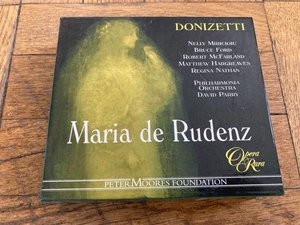 DONIZETTI
NELLY MIRICIOIU
BRUCE FORD
ROBERT MCFARLAND
MATTHEW HARGREAVES
REGINA NATHAN
PHILHARMONIA
ORCHESTRA
DAVID PARRY
Maria de Rudenz
Opera
Rara
PETER MOORES FOUNDATION